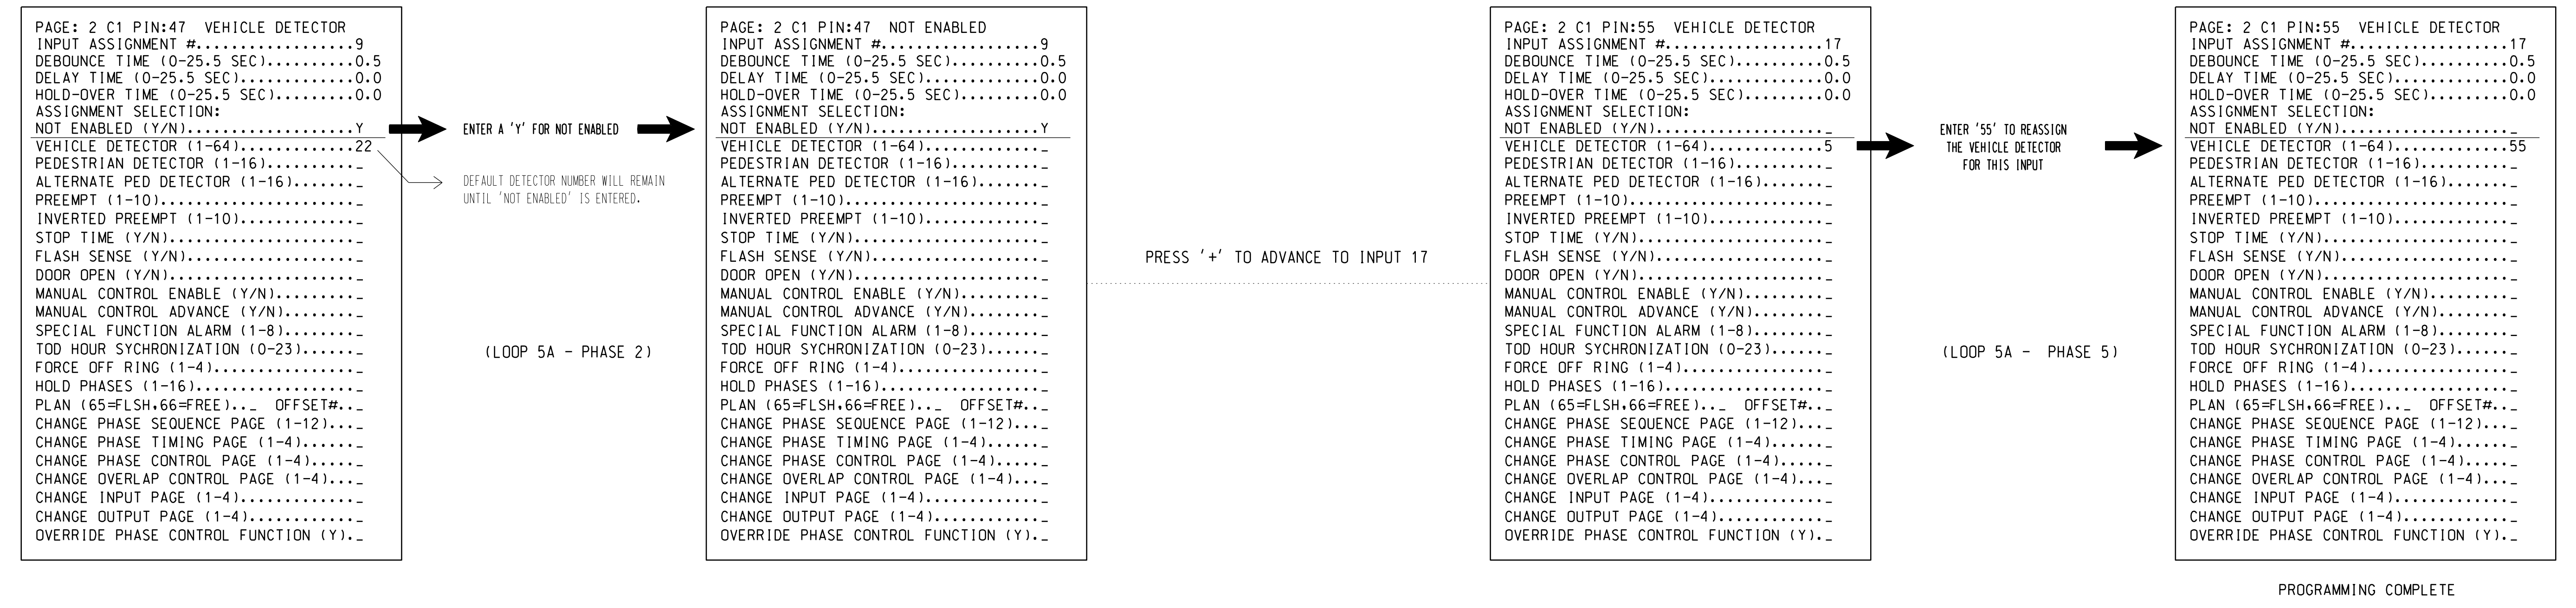 PAGE: 2 C1 PIN:47  VEHICLE DETECTOR
INPUT ASSIGNMENT #..................9
DEBOUNCE TIME (0-25.5 SEC)..........0.5
DELAY TIME (0-25.5 SEC).............0.0
HOLD-OVER TIME (0-25.5 SEC).........0.0
ASSIGNMENT SELECTION:
NOT ENABLED (Y/N)...................Y
VEHICLE DETECTOR (1-64).............22
PEDESTRIAN DETECTOR (1-16).........._
ALTERNATE PED DETECTOR (1-16)......._
PREEMPT (1-10)......................_
INVERTED PREEMPT (1-10)............._
STOP TIME (Y/N)....................._
FLASH SENSE (Y/N)..................._
DOOR OPEN (Y/N)....................._
MANUAL CONTROL ENABLE (Y/N)........._
MANUAL CONTROL ADVANCE (Y/N)........_
SPECIAL FUNCTION ALARM (1-8)........_
TOD HOUR SYCHRONIZATION (0-23)......_
FORCE OFF RING (1-4)................_
HOLD PHASES (1-16).................._
PLAN (65=FLSH,66=FREE).._  OFFSET#.._
CHANGE PHASE SEQUENCE PAGE (1-12)..._
CHANGE PHASE TIMING PAGE (1-4)......_
CHANGE PHASE CONTROL PAGE (1-4)....._
CHANGE OVERLAP CONTROL PAGE (1-4)..._
CHANGE INPUT PAGE (1-4)............._
CHANGE OUTPUT PAGE (1-4)............_
OVERRIDE PHASE CONTROL FUNCTION (Y)._
ENTER A 'Y' FOR NOT ENABLED
DEFAULT DETECTOR NUMBER WILL REMAIN
UNTIL 'NOT ENABLED' IS ENTERED.
(LOOP 5A - PHASE 2)
PAGE: 2 C1 PIN:47  NOT ENABLED
INPUT ASSIGNMENT #..................9
DEBOUNCE TIME (0-25.5 SEC)..........0.5
DELAY TIME (0-25.5 SEC).............0.0
HOLD-OVER TIME (0-25.5 SEC).........0.0
ASSIGNMENT SELECTION:
NOT ENABLED (Y/N)...................Y
VEHICLE DETECTOR (1-64)............._
PEDESTRIAN DETECTOR (1-16).........._
ALTERNATE PED DETECTOR (1-16)......._
PREEMPT (1-10)......................_
INVERTED PREEMPT (1-10)............._
STOP TIME (Y/N)....................._
FLASH SENSE (Y/N)..................._
DOOR OPEN (Y/N)....................._
MANUAL CONTROL ENABLE (Y/N)........._
MANUAL CONTROL ADVANCE (Y/N)........_
SPECIAL FUNCTION ALARM (1-8)........_
TOD HOUR SYCHRONIZATION (0-23)......_
FORCE OFF RING (1-4)................_
HOLD PHASES (1-16).................._
PLAN (65=FLSH,66=FREE).._  OFFSET#.._
CHANGE PHASE SEQUENCE PAGE (1-12)..._
CHANGE PHASE TIMING PAGE (1-4)......_
CHANGE PHASE CONTROL PAGE (1-4)....._
CHANGE OVERLAP CONTROL PAGE (1-4)..._
CHANGE INPUT PAGE (1-4)............._
CHANGE OUTPUT PAGE (1-4)............_
OVERRIDE PHASE CONTROL FUNCTION (Y)._
PRESS '+' TO ADVANCE TO INPUT 17
PAGE: 2 C1 PIN:55  VEHICLE DETECTOR
INPUT ASSIGNMENT #..................17
DEBOUNCE TIME (0-25.5 SEC)..........0.5
DELAY TIME (0-25.5 SEC).............0.0
HOLD-OVER TIME (0-25.5 SEC).........0.0
ASSIGNMENT SELECTION:
NOT ENABLED (Y/N)..................._
VEHICLE DETECTOR (1-64).............5
PEDESTRIAN DETECTOR (1-16).........._
ALTERNATE PED DETECTOR (1-16)......._
PREEMPT (1-10)......................_
INVERTED PREEMPT (1-10)............._
STOP TIME (Y/N)....................._
FLASH SENSE (Y/N)..................._
DOOR OPEN (Y/N)....................._
MANUAL CONTROL ENABLE (Y/N)........._
MANUAL CONTROL ADVANCE (Y/N)........_
SPECIAL FUNCTION ALARM (1-8)........_
TOD HOUR SYCHRONIZATION (0-23)......_
FORCE OFF RING (1-4)................_
HOLD PHASES (1-16).................._
PLAN (65=FLSH,66=FREE).._  OFFSET#.._
CHANGE PHASE SEQUENCE PAGE (1-12)..._
CHANGE PHASE TIMING PAGE (1-4)......_
CHANGE PHASE CONTROL PAGE (1-4)....._
CHANGE OVERLAP CONTROL PAGE (1-4)..._
CHANGE INPUT PAGE (1-4)............._
CHANGE OUTPUT PAGE (1-4)............_
OVERRIDE PHASE CONTROL FUNCTION (Y)._
ENTER '55' TO REASSIGN
THE VEHICLE DETECTOR
FOR THIS INPUT
(LOOP 5A -  PHASE 5)
PAGE: 2 C1 PIN:55  VEHICLE DETECTOR
INPUT ASSIGNMENT #..................17
DEBOUNCE TIME (0-25.5 SEC)..........0.5
DELAY TIME (0-25.5 SEC).............0.0
HOLD-OVER TIME (0-25.5 SEC).........0.0
ASSIGNMENT SELECTION:
NOT ENABLED (Y/N)..................._
VEHICLE DETECTOR (1-64).............55
PEDESTRIAN DETECTOR (1-16).........._
ALTERNATE PED DETECTOR (1-16)......._
PREEMPT (1-10)......................_
INVERTED PREEMPT (1-10)............._
STOP TIME (Y/N)....................._
FLASH SENSE (Y/N)..................._
DOOR OPEN (Y/N)....................._
MANUAL CONTROL ENABLE (Y/N)........._
MANUAL CONTROL ADVANCE (Y/N)........_
SPECIAL FUNCTION ALARM (1-8)........_
TOD HOUR SYCHRONIZATION (0-23)......_
FORCE OFF RING (1-4)................_
HOLD PHASES (1-16).................._
PLAN (65=FLSH,66=FREE).._  OFFSET#.._
CHANGE PHASE SEQUENCE PAGE (1-12)..._
CHANGE PHASE TIMING PAGE (1-4)......_
CHANGE PHASE CONTROL PAGE (1-4)....._
CHANGE OVERLAP CONTROL PAGE (1-4)..._
CHANGE INPUT PAGE (1-4)............._
CHANGE OUTPUT PAGE (1-4)............_
OVERRIDE PHASE CONTROL FUNCTION (Y)._
PROGRAMMING COMPLETE